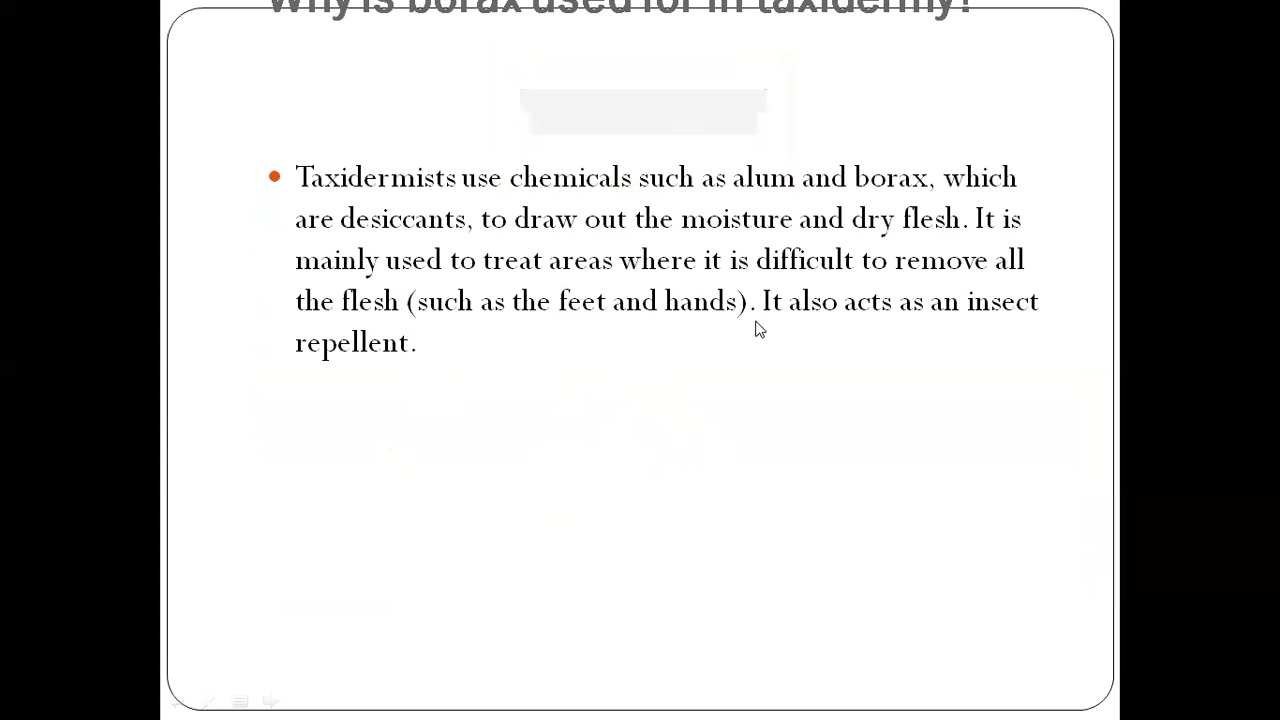 Why is borax used for in taxidermy?
Taxidermists use chemicals such as alum and borax, which
are desiccants, to draw out the moisture and dry flesh. It is
mainly used to treat areas where it is difficult to remove all
the flesh (such as the feet and hands). It also acts as an insect
repellent.